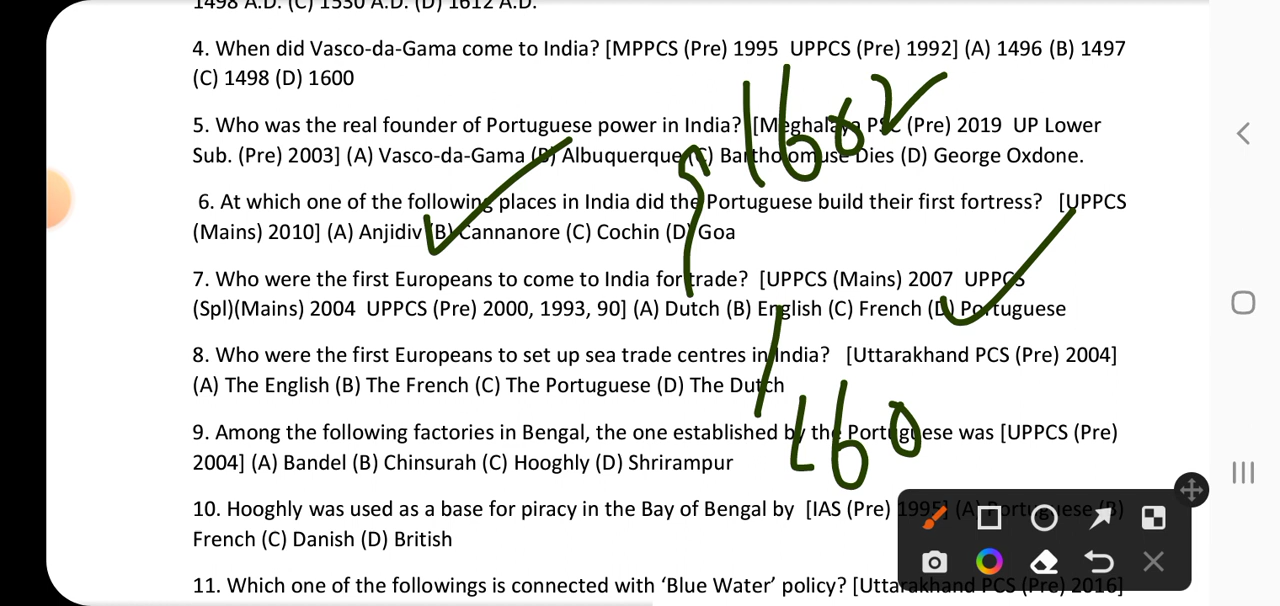 1498 A.D. (C) 1530 A.D. (D) 1612 A.D.
4. When did Vasco-da-Gama come to India? [MPPCS (Pre) 1995 UPPCS (Pre) 1992] (A) 1496 (B) 1497
(C) 1498 (D) 1600
5. Who was the real founder of Portuguese power in India? [Meghalaya PSC (Pre) 2019 UP Lower
Sub. (Pre) 2003] (A) Vasco-da-Gama (B) Albuquerque (C) Bartholomuse Dies (D) George Oxdone.
6. At which one of the following places in India did the Portuguese build their first fortress? [UPPCS
(Mains) 2010] (A) Anjidiv (B) Cannanore (C) Cochin (D) Goa
7. Who were the first Europeans to come to India for trade? [UPPCS (Mains) 2007 UPPCS
(Spl)(Mains) 2004 UPPCS (Pre) 2000, 1993, 90] (A) Dutch (B) English (C) French (D) Portuguese
8. Who were the first Europeans to set up sea trade centres in India? [Uttarakhand PCS (Pre) 2004]
(A) The English (B) The French (C) The Portuguese (D) The Dutch
9. Among the following factories in Bengal, the one established by the Portuguese was [UPPCS (Pre)
2004] (A) Bandel (B) Chinsurah (C) Hooghly (D) Shrirampur
10. Hooghly was used as a base for piracy in the Bay of Bengal by [IAS (Pre) 1995] (A) Portuguese (B)
French (C) Danish (D) British
11. Which one of the followings is connected with ‘Blue Water’ policy? [Uttarakhand PCS (Pre) 2016]
1602